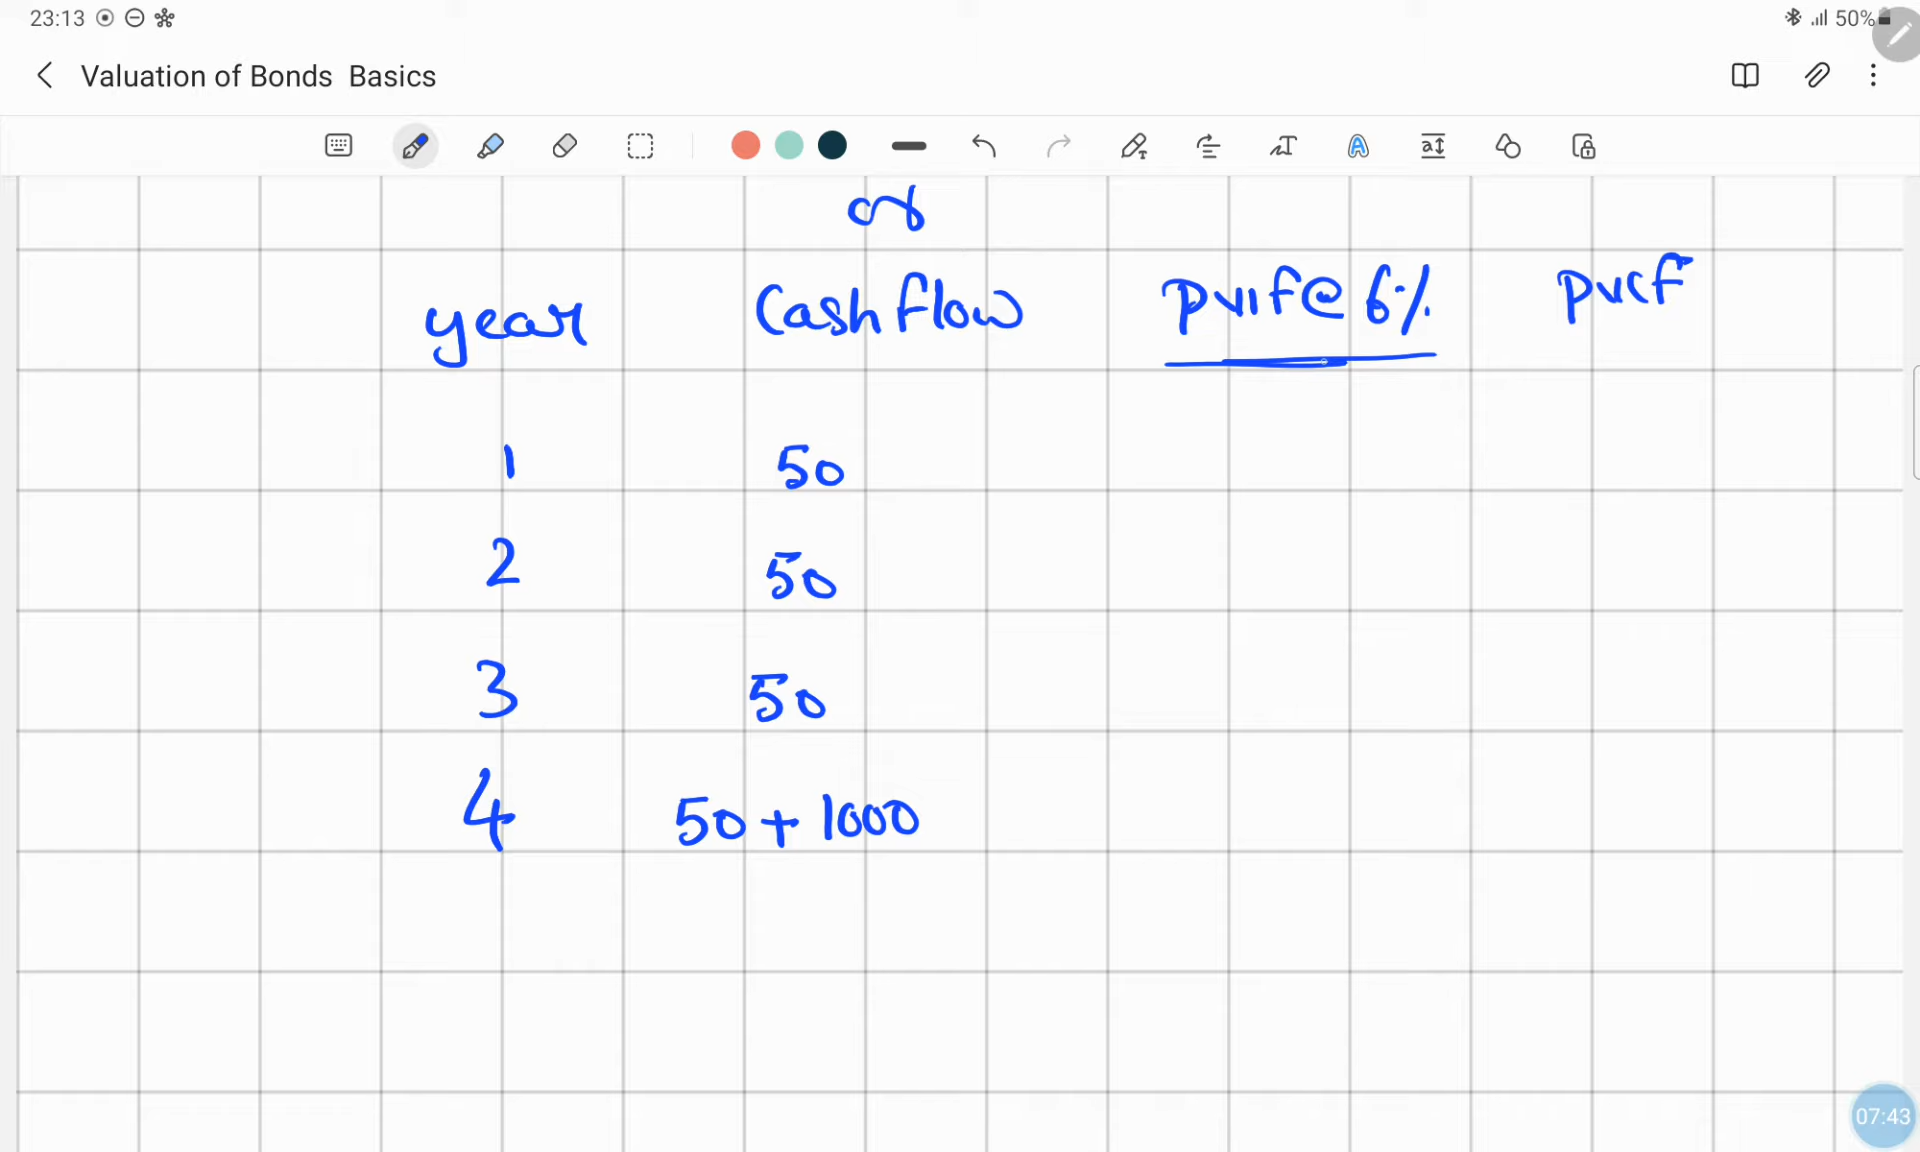 23:13 50%
Valuation of Bonds Basics
or
year Cash flow pvif@6% pvcf
1 50
2 50
3 50
4 50 + 1000
07:43